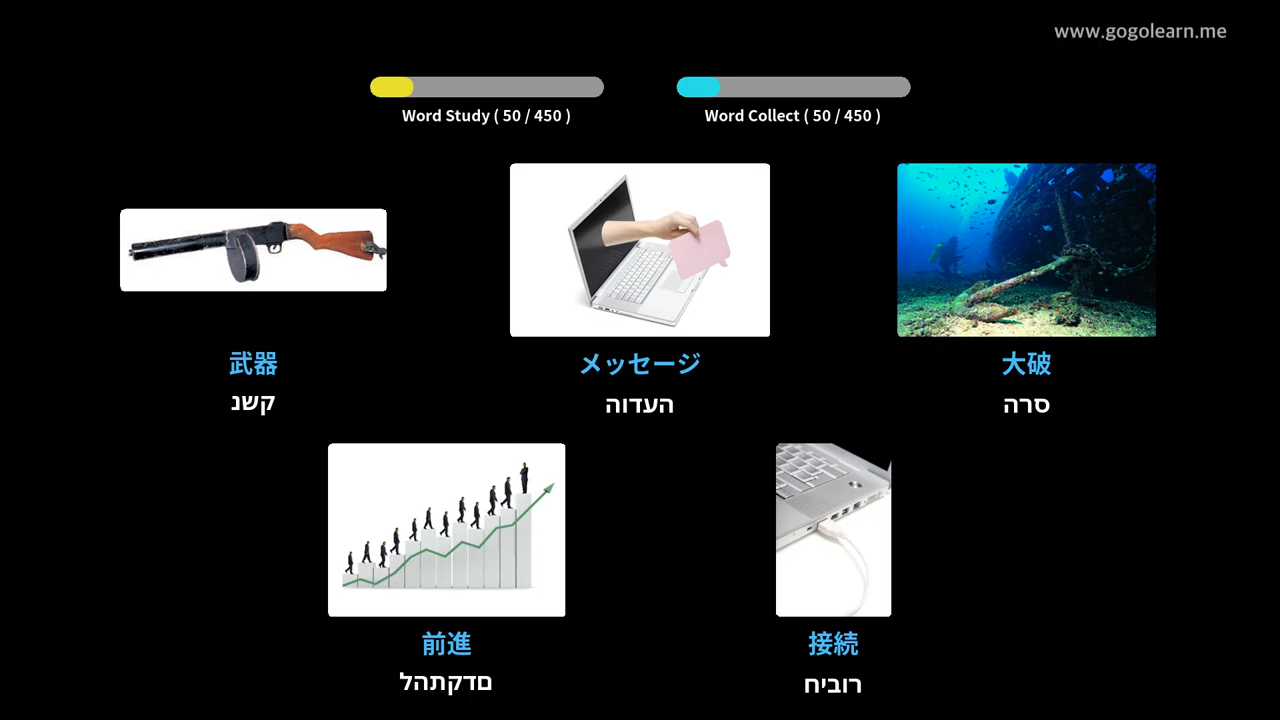 www.gogolearn.me
Word Study ( 50 / 450 )
Word Collect ( 50 / 450 )
武器
קשנ
メッセージ
העדוה
大破
סרה
前進
םדקתהל
接続
רוביח